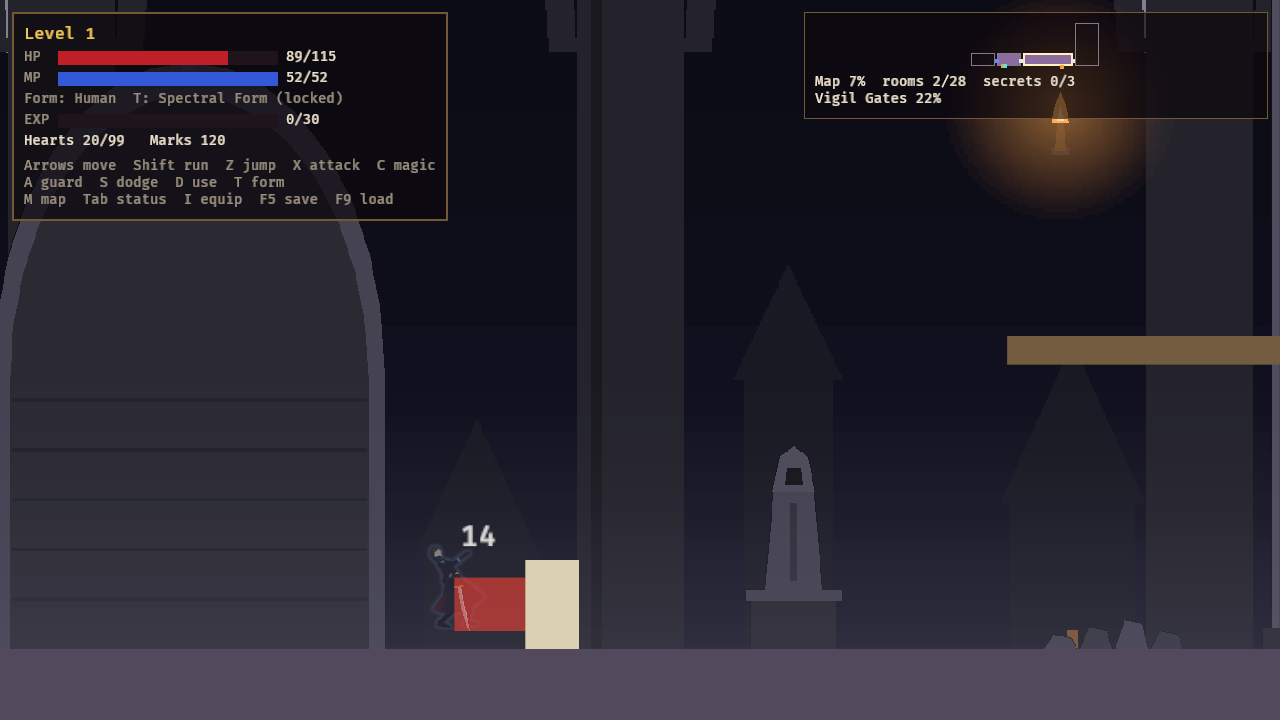 Level 1
HP 89/115
MP 52/52
Form: Human  T: Spectral Form (locked)
EXP 0/30
Hearts 20/99  Marks 120
Arrows move  Shift run  Z jump  X attack  C magic
A guard  S dodge  D use  T form
M map  Tab status  I equip  F5 save  F9 load
Map 7%  rooms 2/28  secrets 0/3
Vigil Gates 22%
14